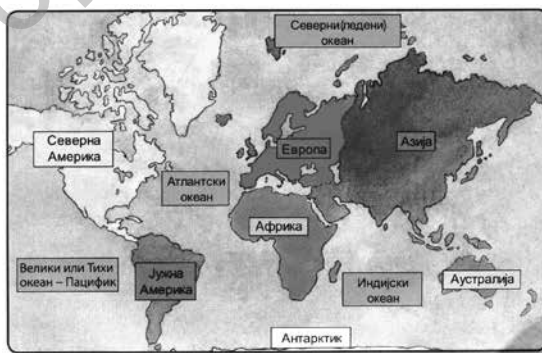 Северни(ледени)
океан
Северна
Америка
Европа
Азија
Атлантски
океан
Африка
Велики или Тихи
океан – Пацифик
Јужна
Америка
Индијски
океан
Аустралија
Антарктик